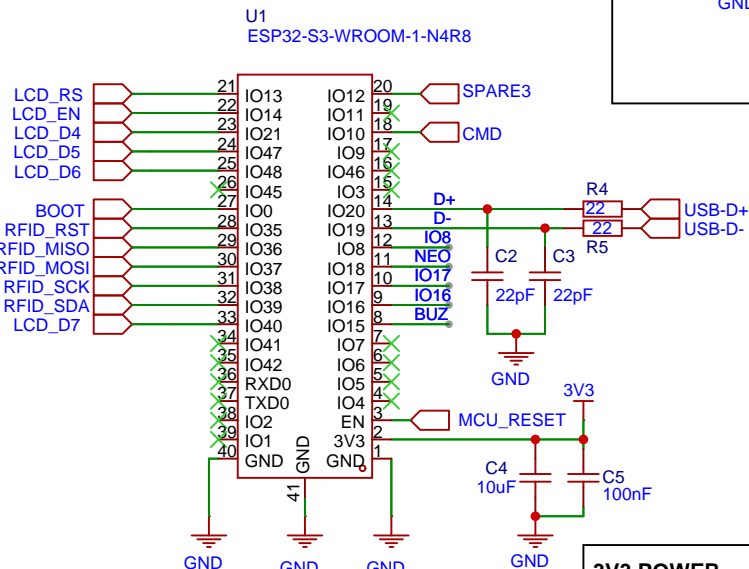 GND
U1
ESP32-S3-WROOM-1-N4R8
LCD_RS 21 IO13 IO12 20 SPARE3
LCD_EN 22 IO14 IO11 19
LCD_D4 23 IO21 IO10 18 CMD
LCD_D5 24 IO47 IO9 17
LCD_D6 25 IO48 IO46 16
26 IO45 IO3 15
BOOT 27 IO0 IO20 14 D+ R4 22 USB-D+
RFID_RST 28 IO35 IO19 13 D- 22 R5 USB-D-
RFID_MISO 29 IO36 IO8 12 IO8
RFID_MOSI 30 IO37 IO18 11 NEO
RFID_SCK 31 IO38 IO17 10 IO17
RFID_SDA 32 IO39 IO16 9 IO16
LCD_D7 33 IO40 IO15 8 BUZ
C2 22pF
C3 22pF
GND
34 IO41 IO7 7
35 IO42 IO6 6
36 RXD0 IO5 5
37 TXD0 IO4 4
38 IO2 EN 3 MCU_RESET
39 IO1 3V3 2 3V3
40 GND GND GND 1
41
C4 10uF
C5 100nF
GND
GND
GND
GND
3V3 POWER